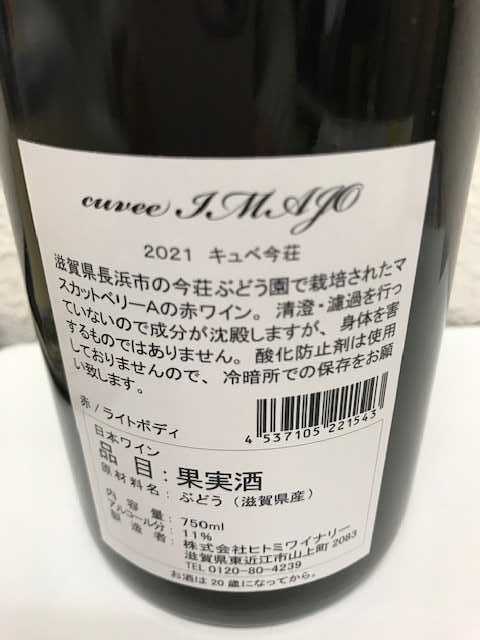 cuvee IMAJO
2021 キュベ今荘
滋賀県長浜市の今荘ぶどう園で栽培されたマ
スカットベリーAの赤ワイン。清澄・濾過を行っ
ていないので成分が沈殿しますが、身体を害
するものではありません。酸化防止剤は使用
しておりませんので、冷暗所での保存をお願
い致します。
赤/ライトボディ
4 537105 221543
日本ワイン
品目:果実酒
原材料名:ぶどう(滋賀県産)
内容量:750ml
アルコール分:11%
製造者:株式会社ヒトミワイナリー
滋賀県東近江市山上町2083
TEL 0120-80-4239
お酒は20歳になってから。